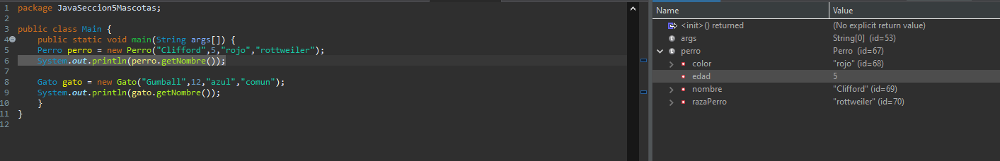 1 package JavaSeccion5Mascotas;
2
3 public class Main {
4 public static void main(String args[]) {
5 Perro perro = new Perro("Clifford",5,"rojo","rottweiler");
6 System.out.println(perro.getNombre());
7
8 Gato gato = new Gato("Gumball",12,"azul","comun");
9 System.out.println(gato.getNombre());
10 }
11 }
12
Name Value
<init>() returned (No explicit return value)
args String[0] (id=53)
perro Perro (id=67)
color "rojo" (id=68)
edad 5
nombre "Clifford" (id=69)
razaPerro "rottweiler" (id=70)